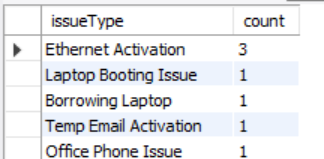 issueType count
Ethernet Activation 3
Laptop Booting Issue 1
Borrowing Laptop 1
Temp Email Activation 1
Office Phone Issue 1